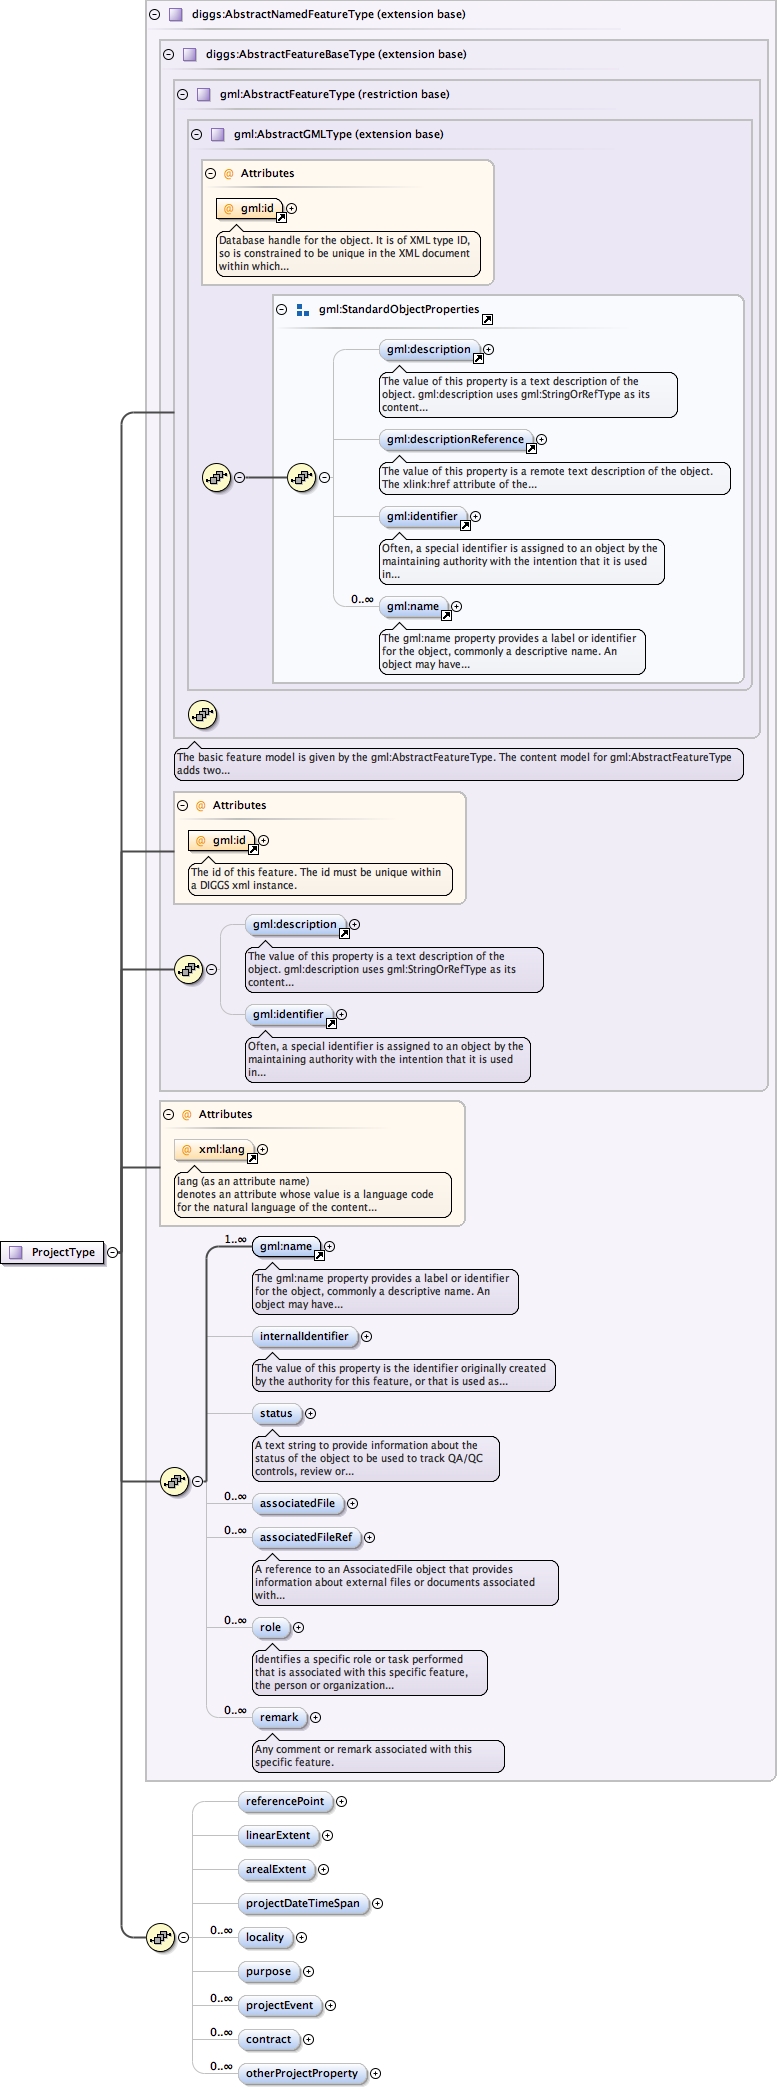 diggs:AbstractNamedFeatureType (extension base)
diggs:AbstractFeatureBaseType (extension base)
gml:AbstractFeatureType (restriction base)
gml:AbstractGMLType (extension base)
@ Attributes
@ gml:id
Database handle for the object. It is of XML type ID,
so is constrained to be unique in the XML document
within which...
gml:StandardObjectProperties
gml:description
The value of this property is a text description of the
object. gml:description uses gml:StringOrRefType as its
content...
gml:descriptionReference
The value of this property is a remote text description of the object.
The xlink:href attribute of the...
gml:identifier
Often, a special identifier is assigned to an object by the
maintaining authority with the intention that it is used
in...
0..∞
gml:name
The gml:name property provides a label or identifier
for the object, commonly a descriptive name. An
object may have...
The basic feature model is given by the gml:AbstractFeatureType. The content model for gml:AbstractFeatureType
adds two...
@ Attributes
@ gml:id
The id of this feature. The id must be unique within
a DIGGS xml instance.
gml:description
The value of this property is a text description of the
object. gml:description uses gml:StringOrRefType as its
content...
gml:identifier
Often, a special identifier is assigned to an object by the
maintaining authority with the intention that it is used
in...
@ Attributes
@ xml:lang
lang (as an attribute name)
denotes an attribute whose value is a language code
for the natural language of the content...
ProjectType
1..∞
gml:name
The gml:name property provides a label or identifier
for the object, commonly a descriptive name. An
object may have...
internalIdentifier
The value of this property is the identifier originally created
by the authority for this feature, or that is used as...
status
A text string to provide information about the
status of the object to be used to track QA/QC
controls, review or...
0..∞
associatedFile
0..∞
associatedFileRef
A reference to an AssociatedFile object that provides
information about external files or documents associated
with...
0..∞
role
Identifies a specific role or task performed
that is associated with this specific feature,
the person or organization...
0..∞
remark
Any comment or remark associated with this
specific feature.
referencePoint
linearExtent
arealExtent
projectDateTimeSpan
0..∞
locality
purpose
0..∞
projectEvent
0..∞
contract
0..∞
otherProjectProperty